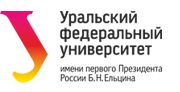 Уральский
федеральный
университет
имени первого Президента
России Б.Н.Ельцина